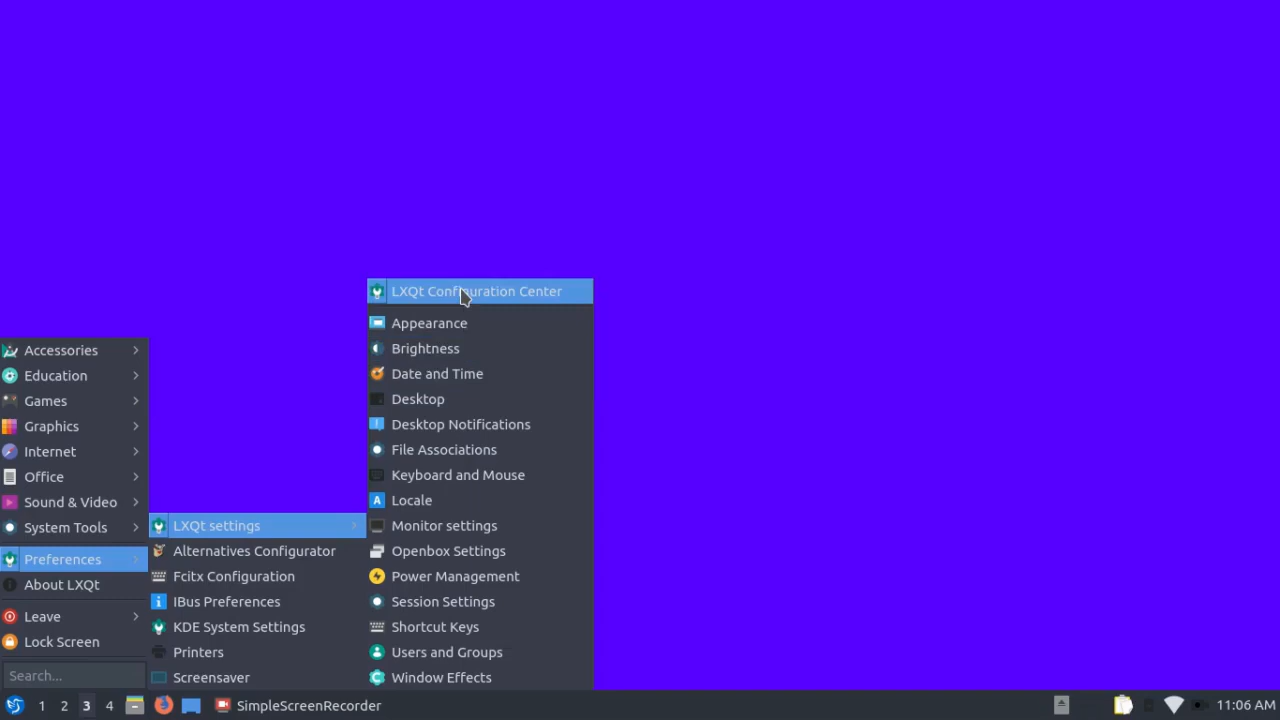 LXQt Configuration Center
Appearance
Brightness
Date and Time
Desktop
Desktop Notifications
File Associations
Keyboard and Mouse
Locale
Monitor settings
Openbox Settings
Power Management
Session Settings
Shortcut Keys
Users and Groups
Window Effects
Accessories
Education
Games
Graphics
Internet
Office
Sound & Video
System Tools
Preferences
About LXQt
Leave
Lock Screen
Search...
LXQt settings
Alternatives Configurator
Fcitx Configuration
IBus Preferences
KDE System Settings
Printers
Screensaver
1 2 3 4 SimpleScreenRecorder 11:06 AM